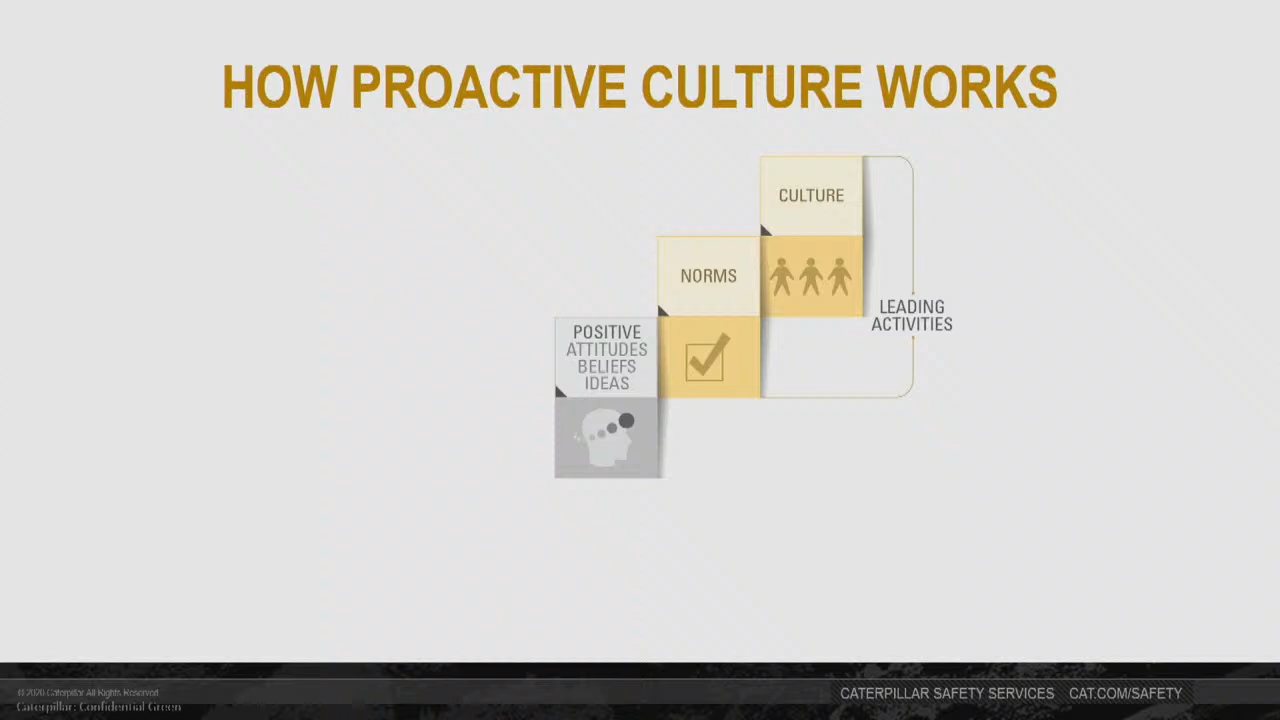 HOW PROACTIVE CULTURE WORKS
CULTURE
NORMS
LEADING
ACTIVITIES
POSITIVE
ATTITUDES
BELIEFS
IDEAS
© 2020 Caterpillar All Rights Reserved
Caterpillar: Confidential Green
CATERPILLAR SAFETY SERVICES CAT.COM/SAFETY